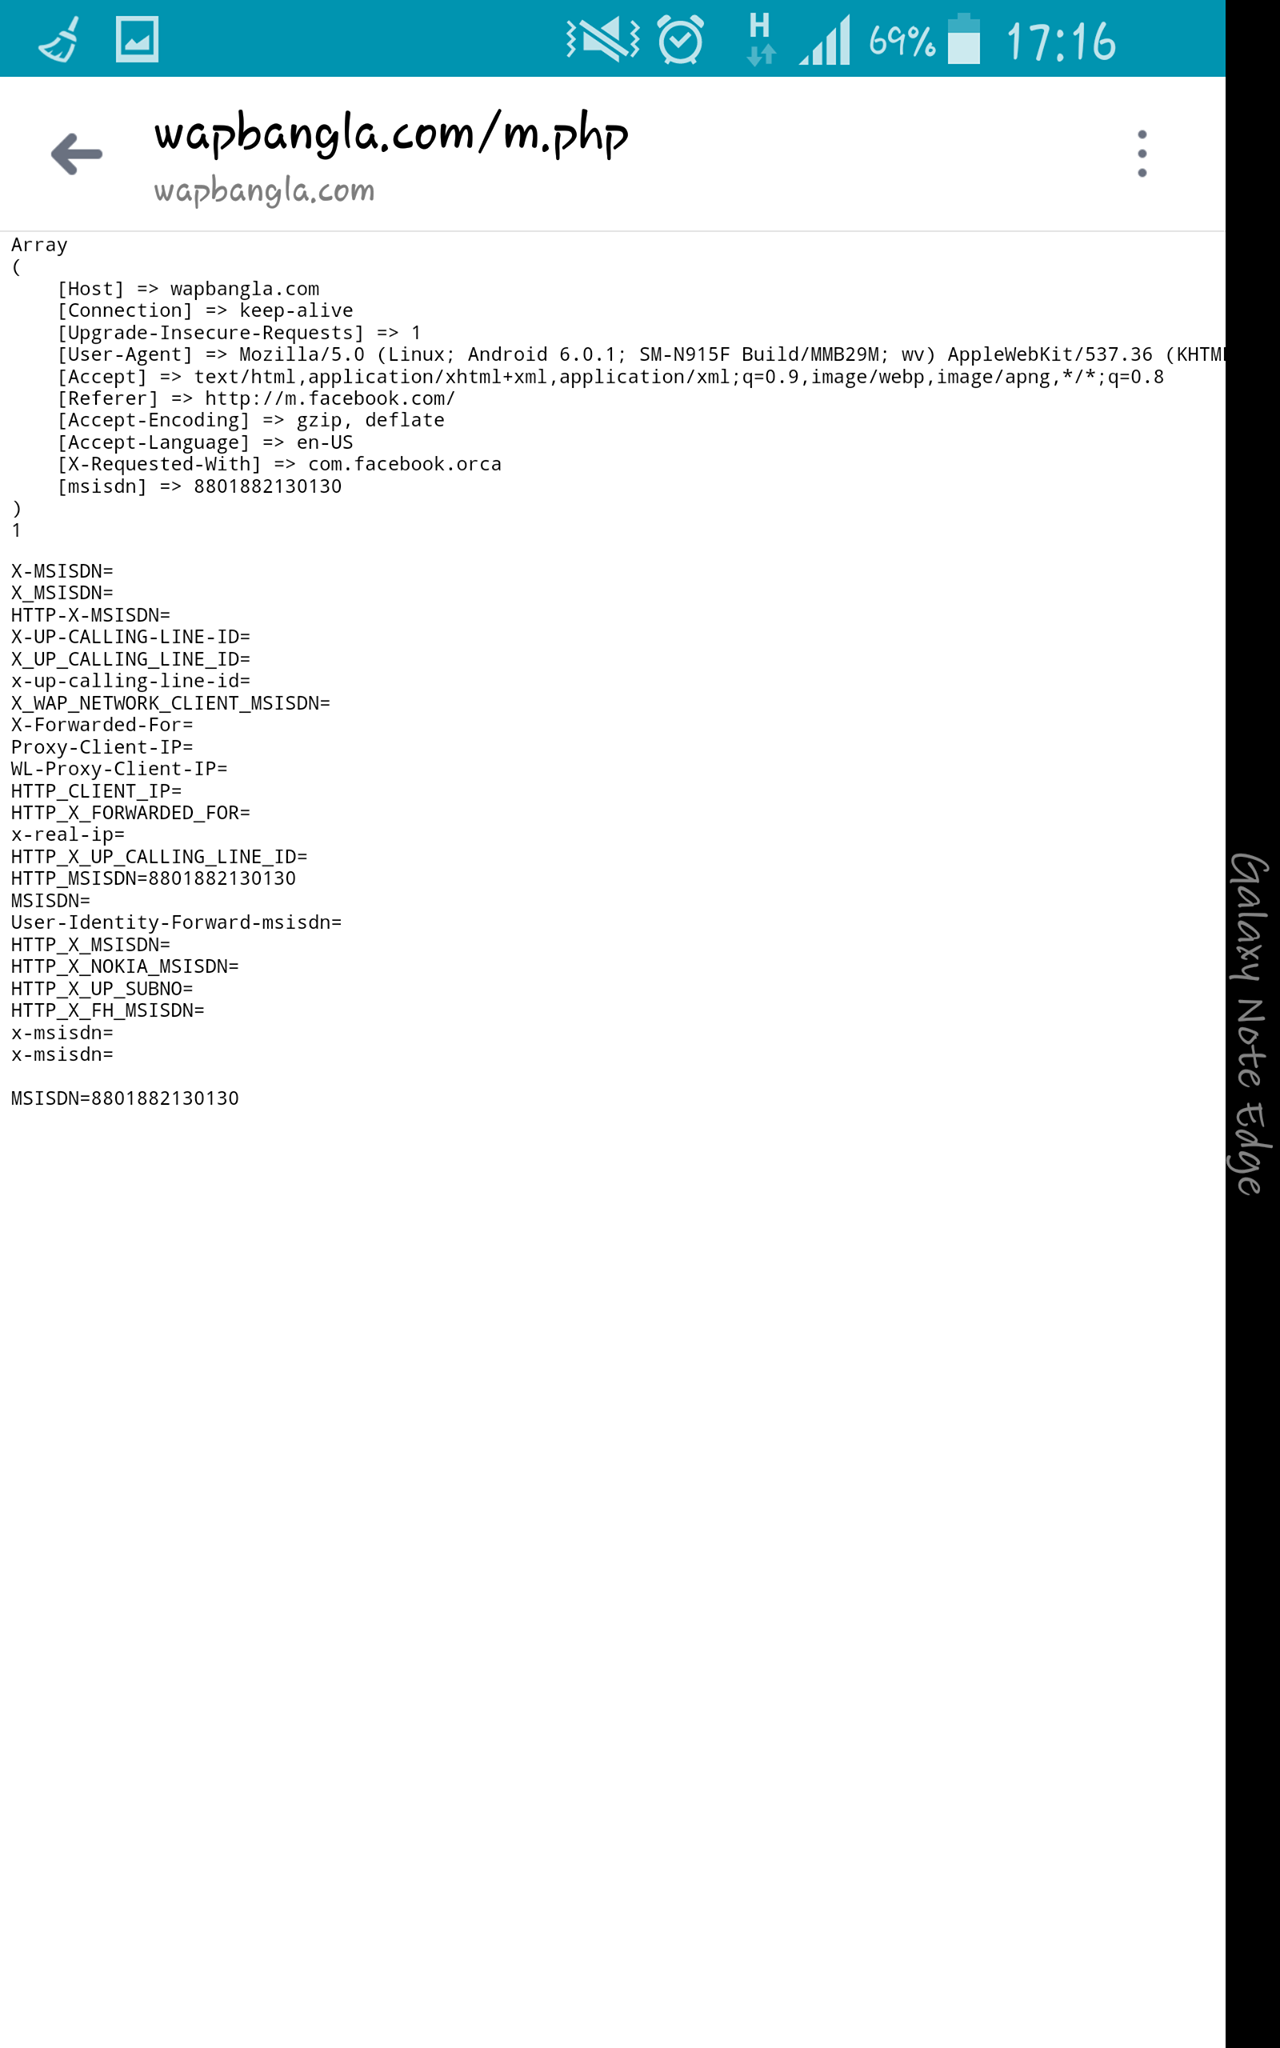 H 69% 17:16
wapbangla.com/m.php
wapbangla.com
Array
(
    [Host] => wapbangla.com
    [Connection] => keep-alive
    [Upgrade-Insecure-Requests] => 1
    [User-Agent] => Mozilla/5.0 (Linux; Android 6.0.1; SM-N915F Build/MMB29M; wv) AppleWebKit/537.36 (KHTML
    [Accept] => text/html,application/xhtml+xml,application/xml;q=0.9,image/webp,image/apng,*/*;q=0.8
    [Referer] => http://m.facebook.com/
    [Accept-Encoding] => gzip, deflate
    [Accept-Language] => en-US
    [X-Requested-With] => com.facebook.orca
    [msisdn] => 8801882130130
)
1
X-MSISDN=
X_MSISDN=
HTTP-X-MSISDN=
X-UP-CALLING-LINE-ID=
X_UP_CALLING_LINE_ID=
x-up-calling-line-id=
X_WAP_NETWORK_CLIENT_MSISDN=
X-Forwarded-For=
Proxy-Client-IP=
WL-Proxy-Client-IP=
HTTP_CLIENT_IP=
HTTP_X_FORWARDED_FOR=
x-real-ip=
HTTP_X_UP_CALLING_LINE_ID=
HTTP_MSISDN=8801882130130
MSISDN=
User-Identity-Forward-msisdn=
HTTP_X_MSISDN=
HTTP_X_NOKIA_MSISDN=
HTTP_X_UP_SUBNO=
HTTP_X_FH_MSISDN=
x-msisdn=
x-msisdn=
MSISDN=8801882130130
Galaxy Note Edge